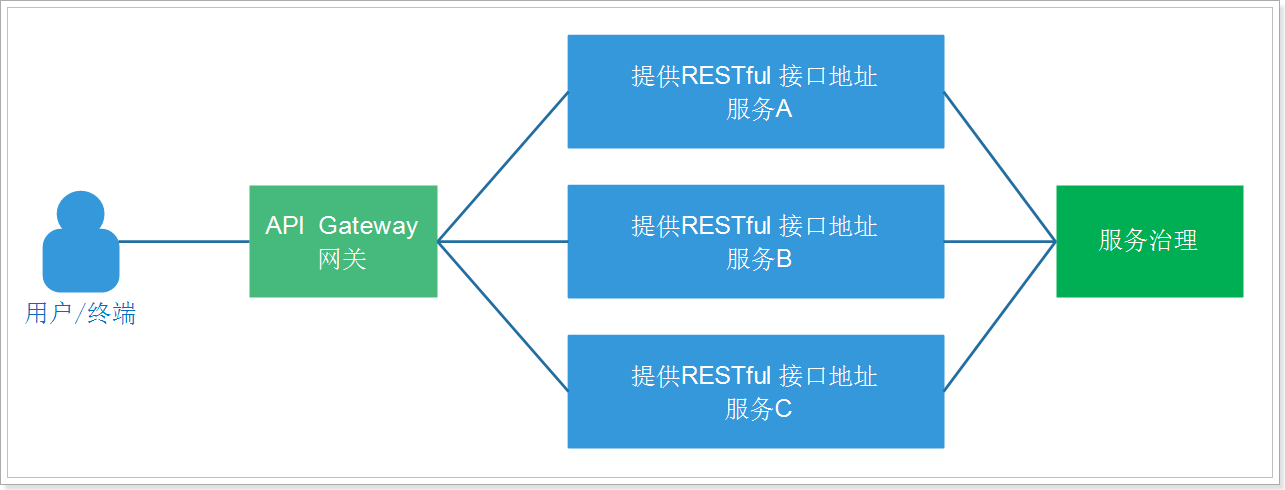 用户/终端
API Gateway
网关
提供RESTful 接口地址
服务A
提供RESTful 接口地址
服务B
提供RESTful 接口地址
服务C
服务治理